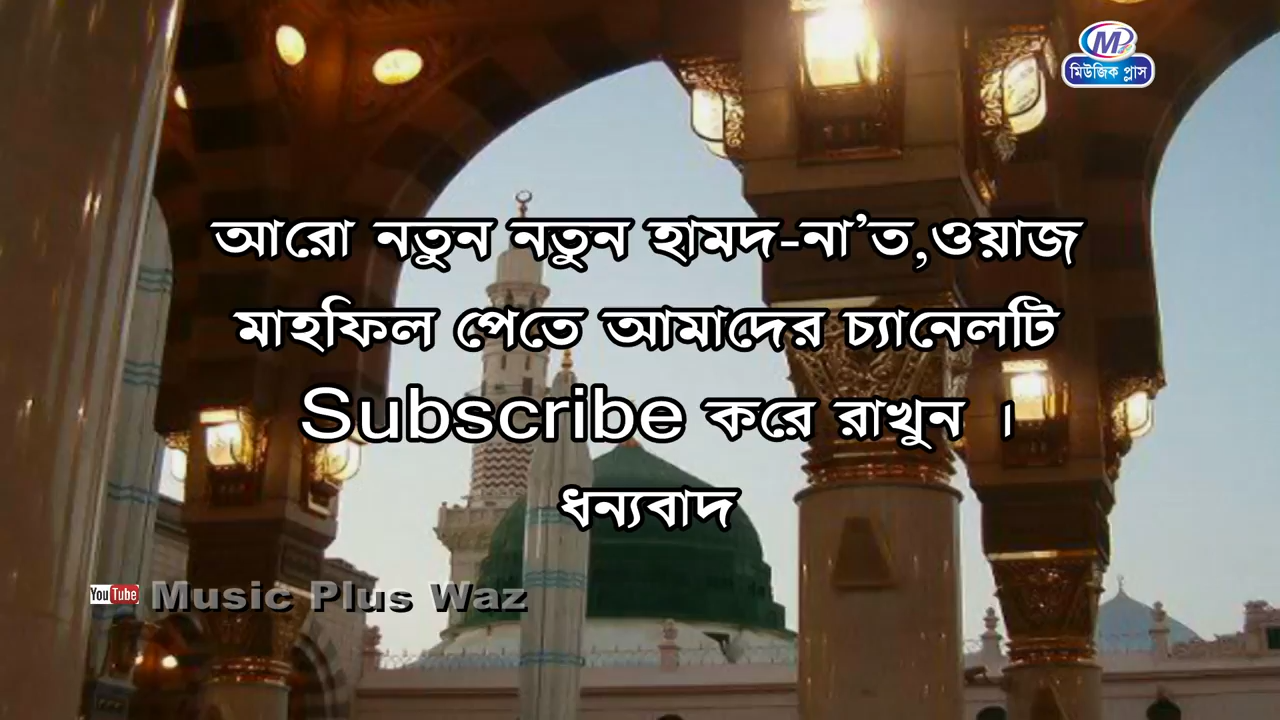 মিউজিক প্লাস
আরো নতুন নতুন হামদ-না’ত,ওয়াজ
মাহফিল পেতে আমাদের চ্যানেলটি
Subscribe করে রাখুন ।
ধন্যবাদ
YouTube Music Plus Waz